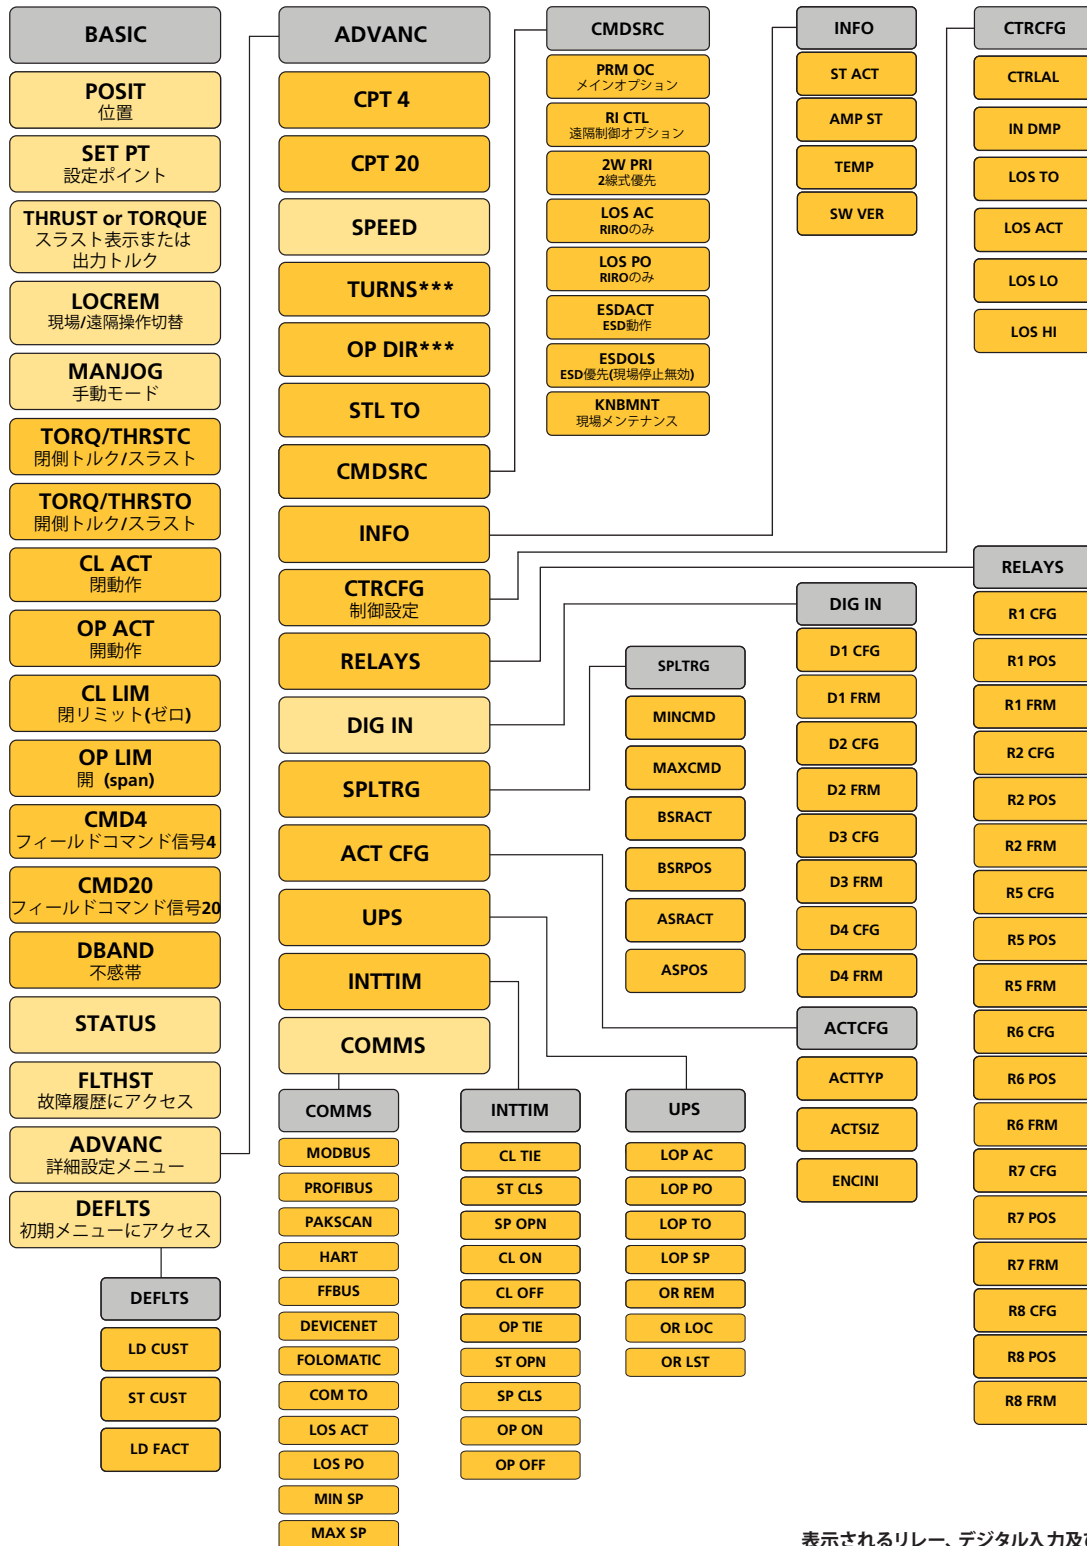 BASIC
POSIT
位置
SET PT
設定ポイント
THRUST or TORQUE
スラスト表示または
出力トルク
LOCREM
現場/遠隔操作切替
MANJOG
手動モード
TORQ/THRSTC
閉側トルク/スラスト
TORQ/THRSTO
開側トルク/スラスト
CL ACT
閉動作
OP ACT
開動作
CL LIM
閉リミット(ゼロ)
OP LIM
開 (span)
CMD4
フィールドコマンド信号4
CMD20
フィールドコマンド信号20
DBAND
不感帯
STATUS
FLTHST
故障履歴にアクセス
ADVANC
詳細設定メニュー
DEFLTS
初期メニューにアクセス
DEFLTS
LD CUST
ST CUST
LD FACT
ADVANC
CPT 4
CPT 20
SPEED
TURNS***
OP DIR***
STL TO
CMDSRC
INFO
CTRCFG
制御設定
RELAYS
DIG IN
SPLTRG
ACT CFG
UPS
INTTIM
COMMS
COMMS
MODBUS
PROFIBUS
PAKSCAN
HART
FFBUS
DEVICENET
FOLOMATIC
COM TO
LOS ACT
LOS PO
MIN SP
MAX SP
CMDSRC
PRM OC
メインオプション
RI CTL
遠隔制御オプション
2W PRI
2線式優先
LOS AC
RIROのみ
LOS PO
RIROのみ
ESDACT
ESD動作
ESDOLS
ESD優先(現場停止無効)
KNBMNT
現場メンテナンス
INTTIM
CL TIE
ST CLS
SP OPN
CL ON
CL OFF
OP TIE
ST OPN
SP CLS
OP ON
OP OFF
SPLTRG
MINCMD
MAXCMD
BSRACT
BSRPOS
ASRACT
ASPOS
UPS
LOP AC
LOP PO
LOP TO
LOP SP
OR REM
OR LOC
OR LST
INFO
ST ACT
AMP ST
TEMP
SW VER
DIG IN
D1 CFG
D1 FRM
D2 CFG
D2 FRM
D3 CFG
D3 FRM
D4 CFG
D4 FRM
ACTCFG
ACTTYP
ACTSIZ
ENCINI
CTRCFG
CTRLAL
IN DMP
LOS TO
LOS ACT
LOS LO
LOS HI
RELAYS
R1 CFG
R1 POS
R1 FRM
R2 CFG
R2 POS
R2 FRM
R5 CFG
R5 POS
R5 FRM
R6 CFG
R6 POS
R6 FRM
R7 CFG
R7 POS
R7 FRM
R8 CFG
R8 POS
R8 FRM
表示されるリレー、デジタル入力及